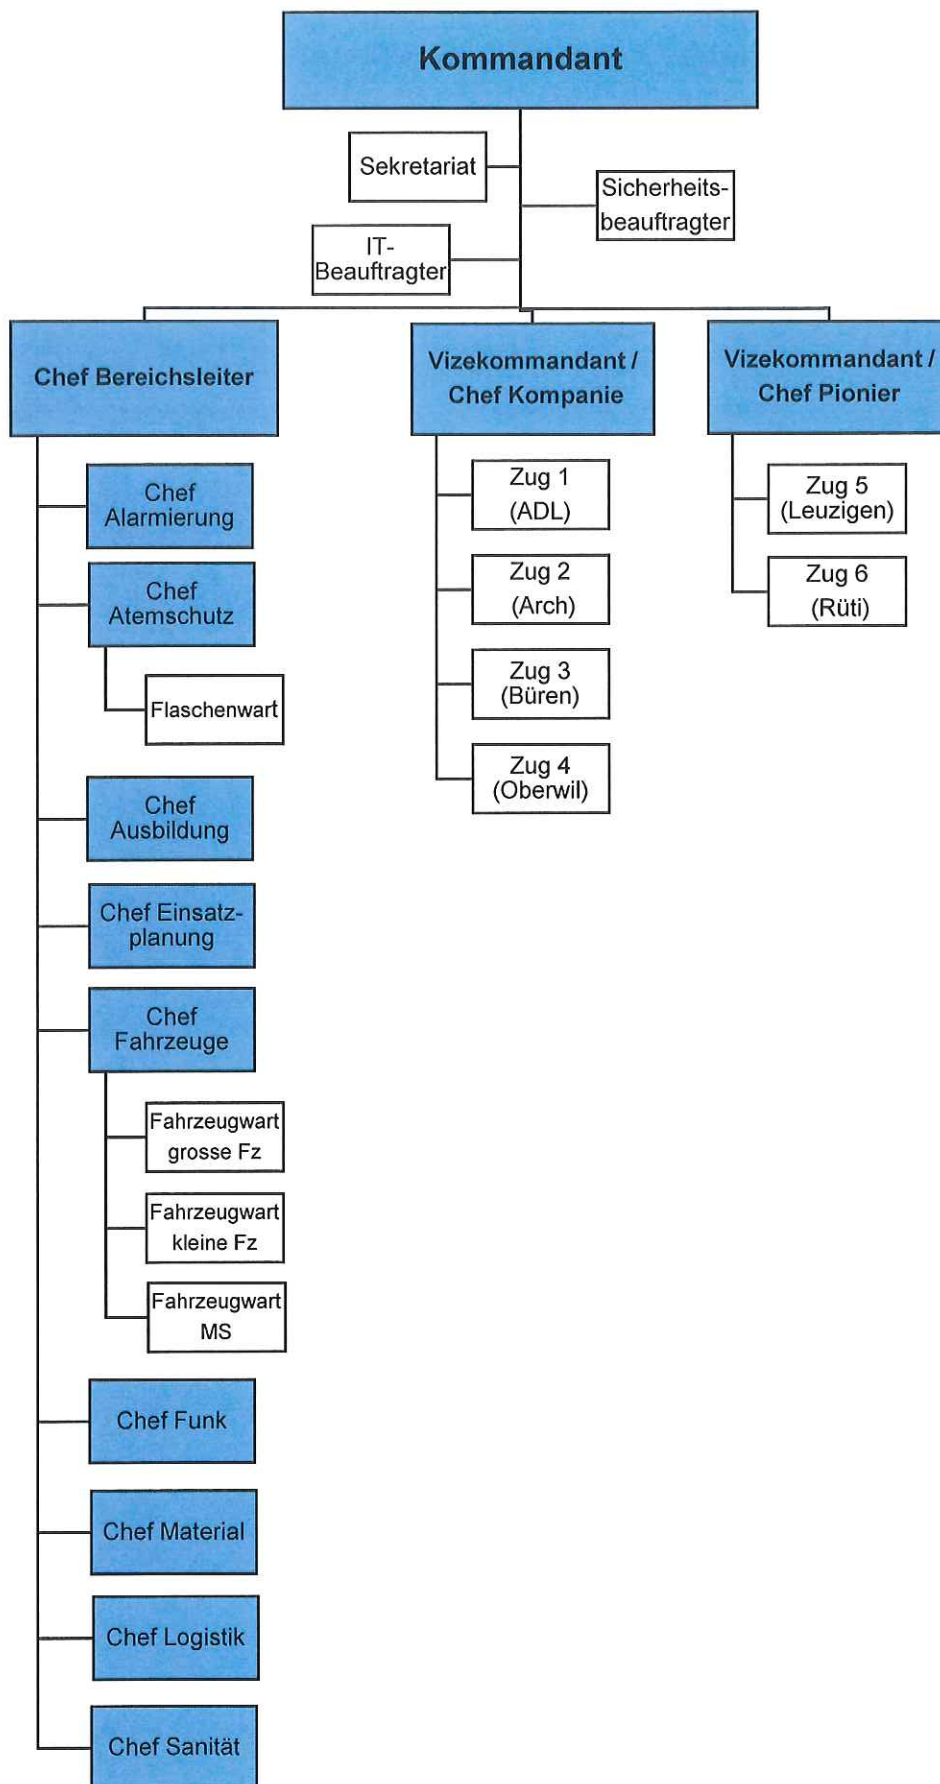 Kommandant
Sekretariat
Sicherheits-
beauftragter
IT-
Beauftragter
Chef Bereichsleiter
Vizekommandant /
Chef Kompanie
Vizekommandant /
Chef Pionier
Chef
Alarmierung
Chef
Atemschutz
Flaschenwart
Chef
Ausbildung
Chef Einsatz-
planung
Chef
Fahrzeuge
Fahrzeugwart
grosse Fz
Fahrzeugwart
kleine Fz
Fahrzeugwart
MS
Chef Funk
Chef Material
Chef Logistik
Chef Sanität
Zug 1
(ADL)
Zug 2
(Arch)
Zug 3
(Büren)
Zug 4
(Oberwil)
Zug 5
(Leuzigen)
Zug 6
(Rüti)